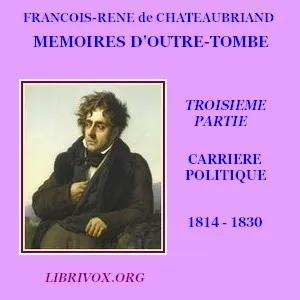 FRANCOIS-RENE de CHATEAUBRIAND
MEMOIRES D'OUTRE-TOMBE
TROISIEME
PARTIE
CARRIERE
POLITIQUE
1814 - 1830
LIBRIVOX.ORG